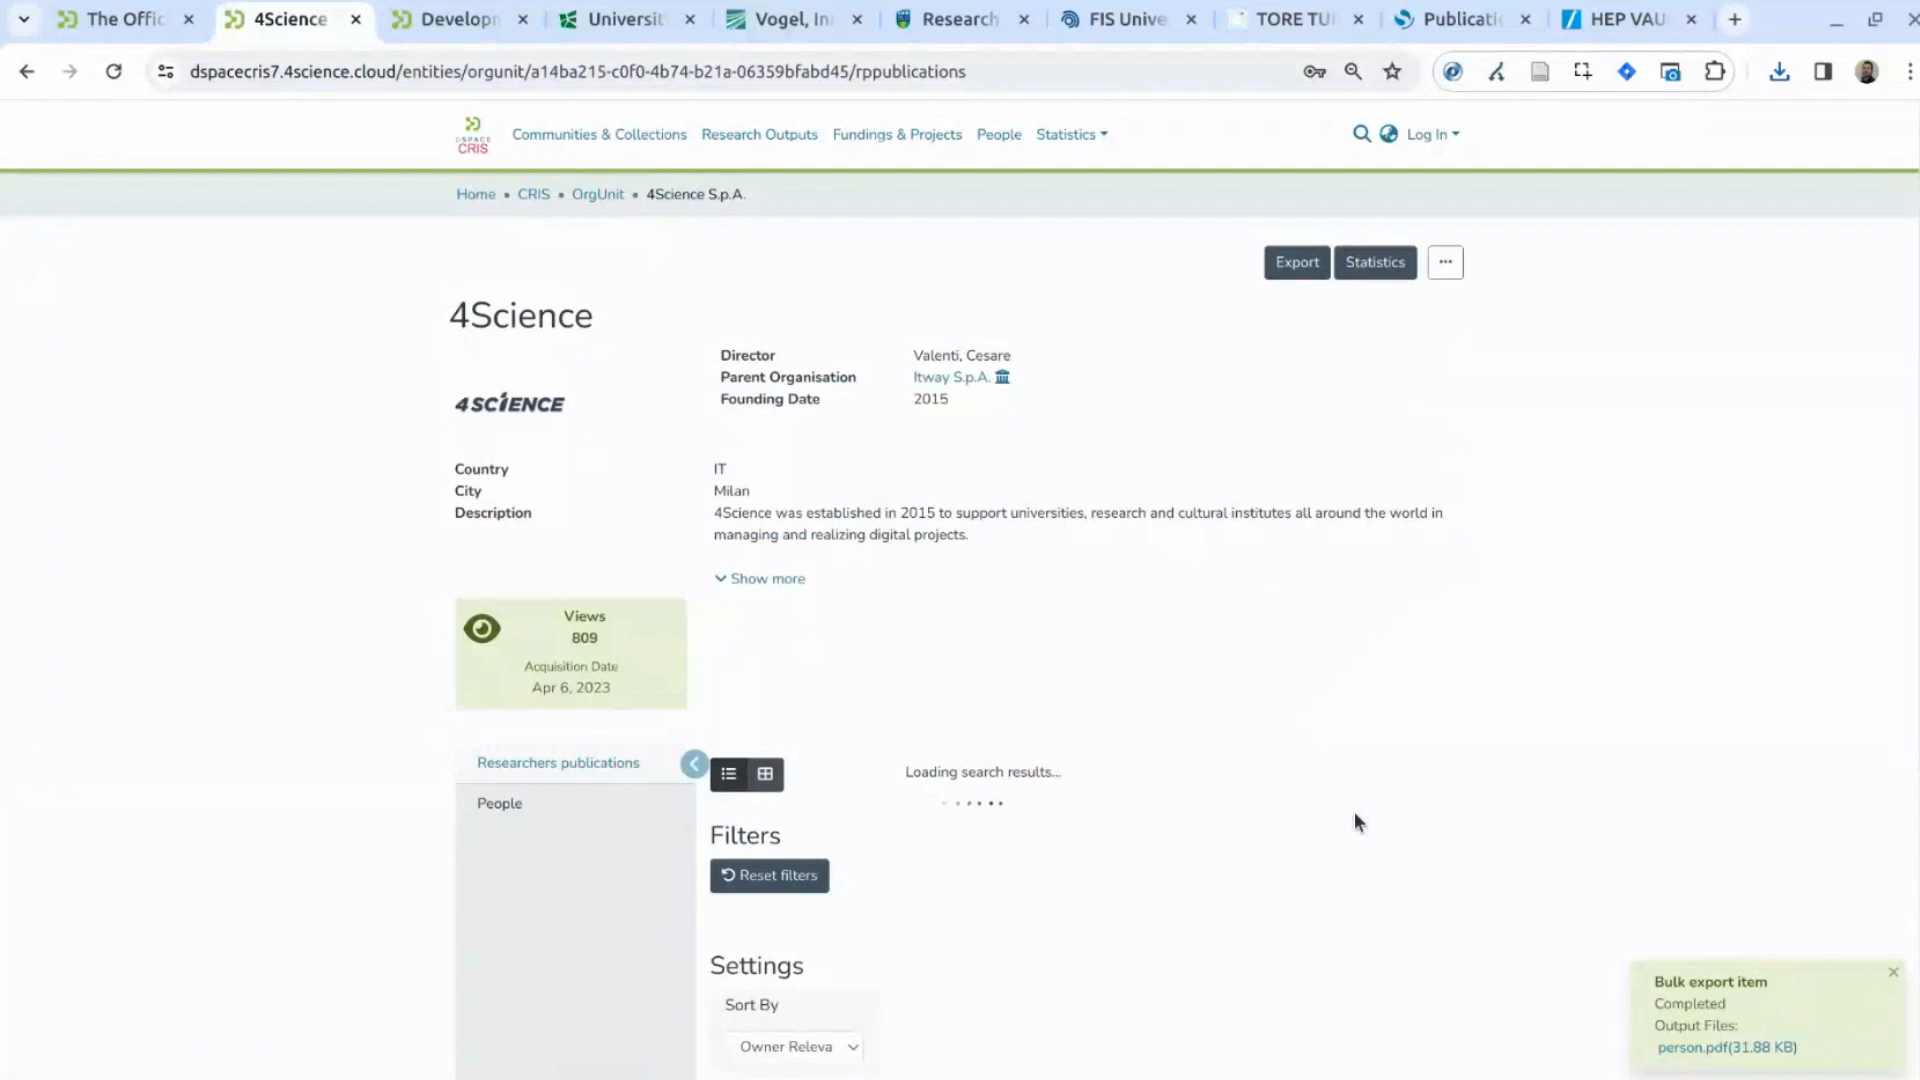 The Offic
4Science
Developm
Universit
Vogel, In
Research
FIS Unive
TORE TU
Publicati
HEP VAU
dspacecris7.4science.cloud/entities/orgunit/a14ba215-c0f0-4b74-b21a-06359bfabd45/rppublications
DSPACE
CRIS
Communities & Collections
Research Outputs
Fundings & Projects
People
Statistics
Log In
Home • CRIS • OrgUnit • 4Science S.p.A.
Export
Statistics
...
4Science
4SCIENCE
Director Valenti, Cesare
Parent Organisation Itway S.p.A.
Founding Date 2015
Country IT
City Milan
Description 4Science was established in 2015 to support universities, research and cultural institutes all around the world in
managing and realizing digital projects.
Show more
Views
809
Acquisition Date
Apr 6, 2023
Researchers publications
People
Loading search results...
Filters
Reset filters
Settings
Sort By
Owner Releva
Bulk export item
Completed
Output Files:
person.pdf(31.88 KB)